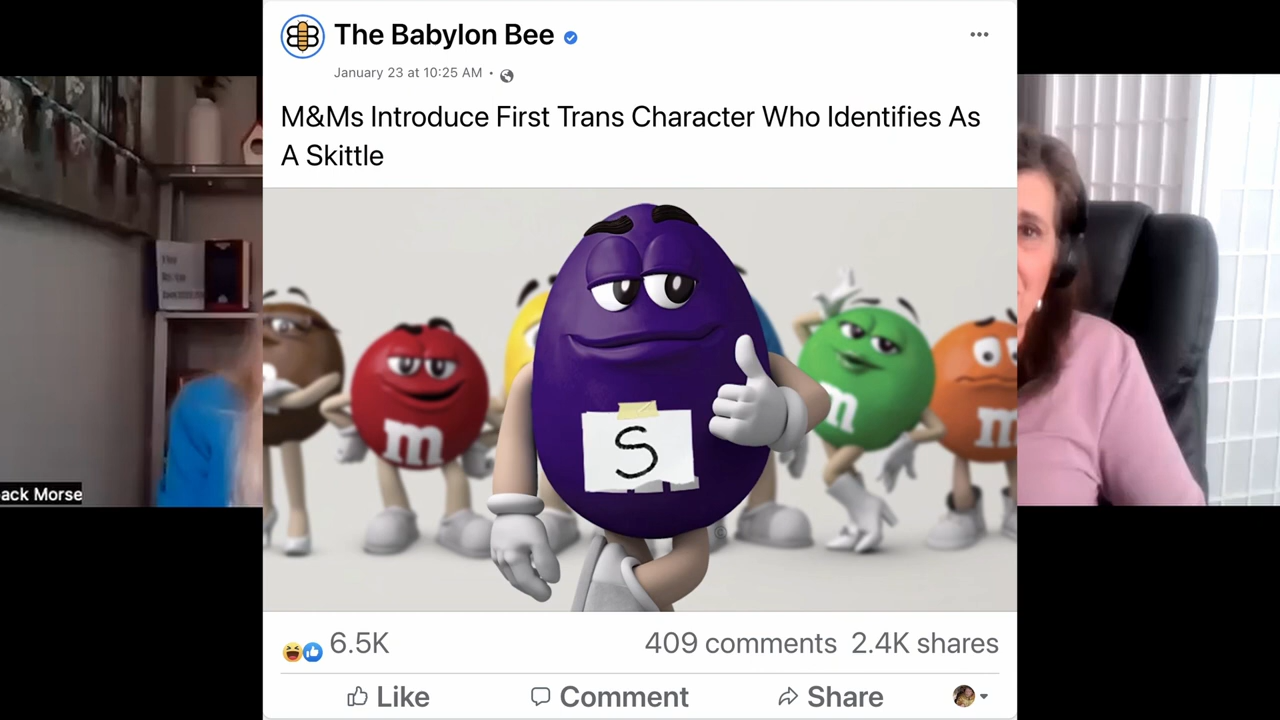 The Babylon Bee
January 23 at 10:25 AM
M&Ms Introduce First Trans Character Who Identifies As
A Skittle
m
S
m
m
ack Morse
6.5K
409 comments 2.4K shares
Like
Comment
Share